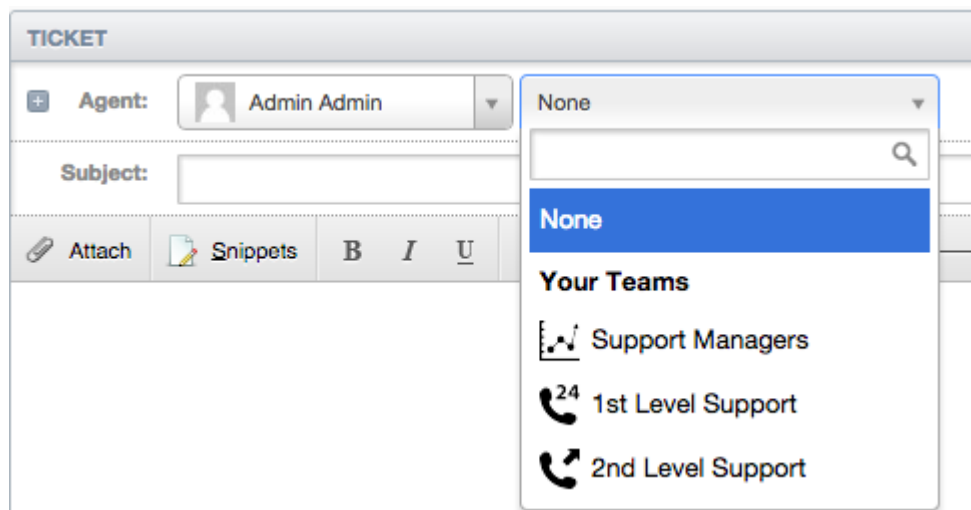 TICKET
Agent: Admin Admin None
Subject:
None
Attach Snippets B I U
Your Teams
Support Managers
24 1st Level Support
2nd Level Support